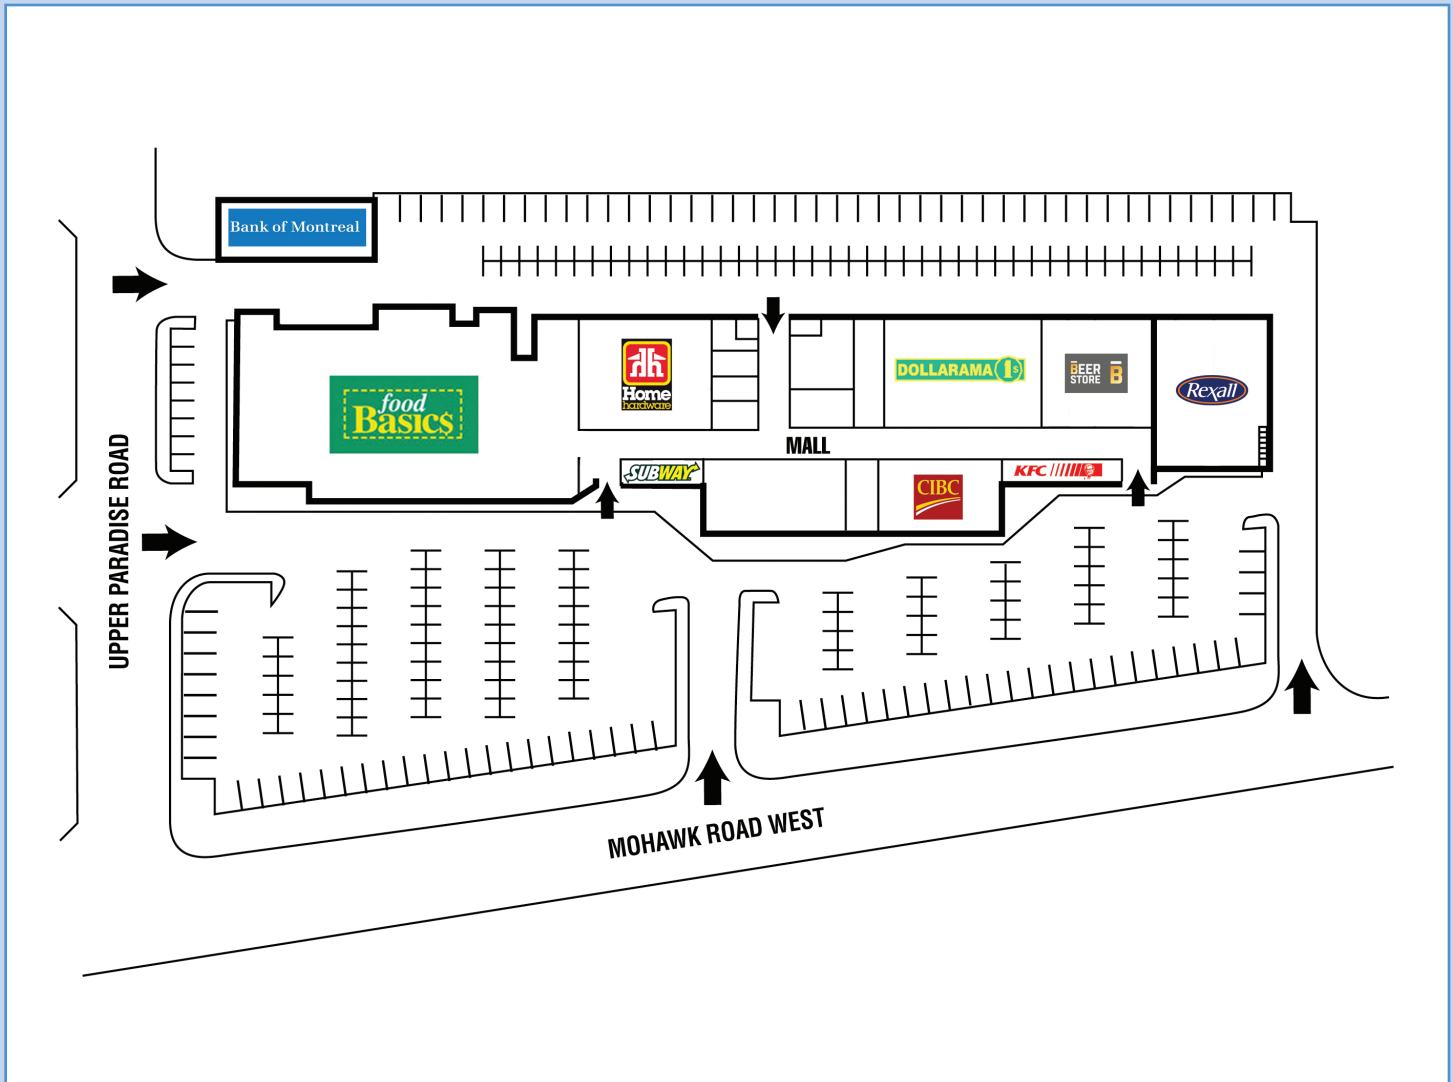 Bank of Montreal
food
Basics
Home
hardware
DOLLARAMA 1$
BEER
STORE B
Rexall
MALL
SUBWAY
CIBC
KFC
UPPER PARADISE ROAD
MOHAWK ROAD WEST